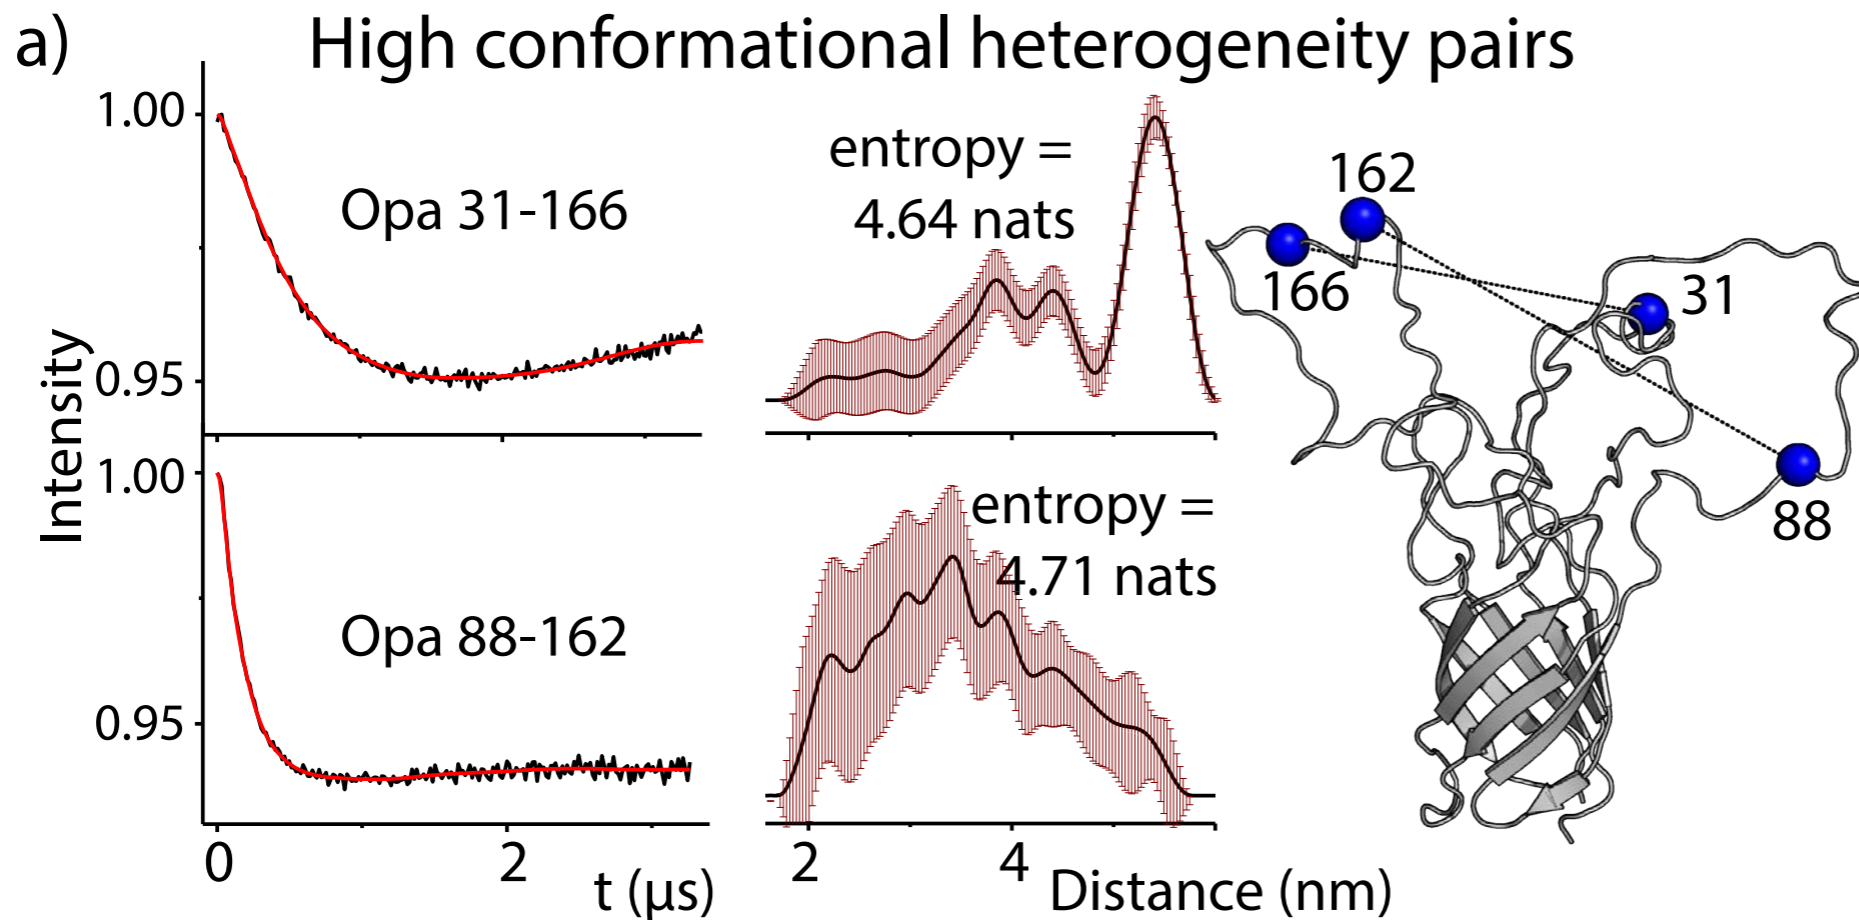 a)
High conformational heterogeneity pairs
Intensity
1.00
0.95
Opa 31-166
entropy =
4.64 nats
162
166
31
88
1.00
0.95
Opa 88-162
entropy =
4.71 nats
0
2
t (μs)
2
4
Distance (nm)